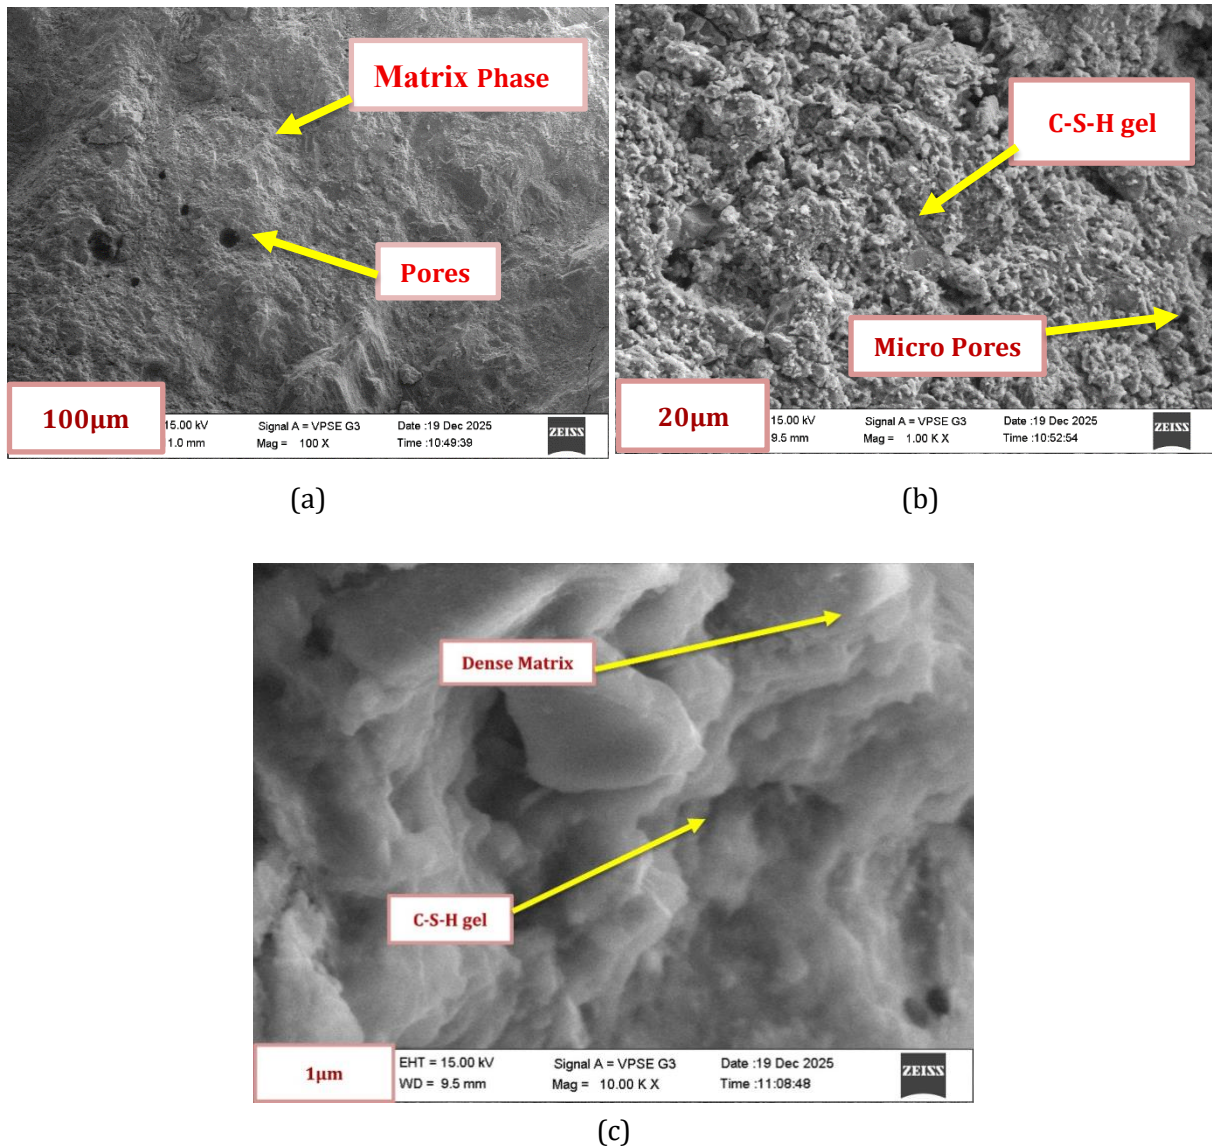 Matrix Phase
Pores
100μm
15.00 kV
1.0 mm
Signal A = VPSE G3
Mag = 100 X
Date :19 Dec 2025
Time :10:49:39
ZEISS
(a)
C-S-H gel
Micro Pores
20μm
15.00 kV
9.5 mm
Signal A = VPSE G3
Mag = 1.00 K X
Date :19 Dec 2025
Time :10:52:54
ZEISS
(b)
Dense Matrix
C-S-H gel
1μm
EHT = 15.00 kV
WD = 9.5 mm
Signal A = VPSE G3
Mag = 10.00 K X
Date :19 Dec 2025
Time :11:08:48
ZEISS
(c)